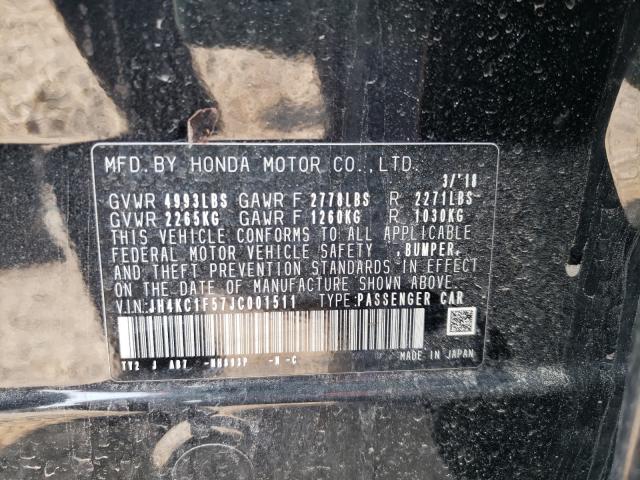 MFD. BY HONDA MOTOR CO., LTD. 3/'18
GVWR 4993LBS GAWR F 2778LBS R 2271LBS
GVWR 2265KG GAWR F 1260KG R 1030KG
THIS VEHICLE CONFORMS TO ALL APPLICABLE
FEDERAL MOTOR VEHICLE SAFETY ,BUMPER,
AND THEFT PREVENTION STANDARDS IN EFFECT
ON THE DATE OF MANUFACTURE SHOWN ABOVE.
VIN: JH4KC1F57JC001511 TYPE: PASSENGER CAR
MADE IN JAPAN